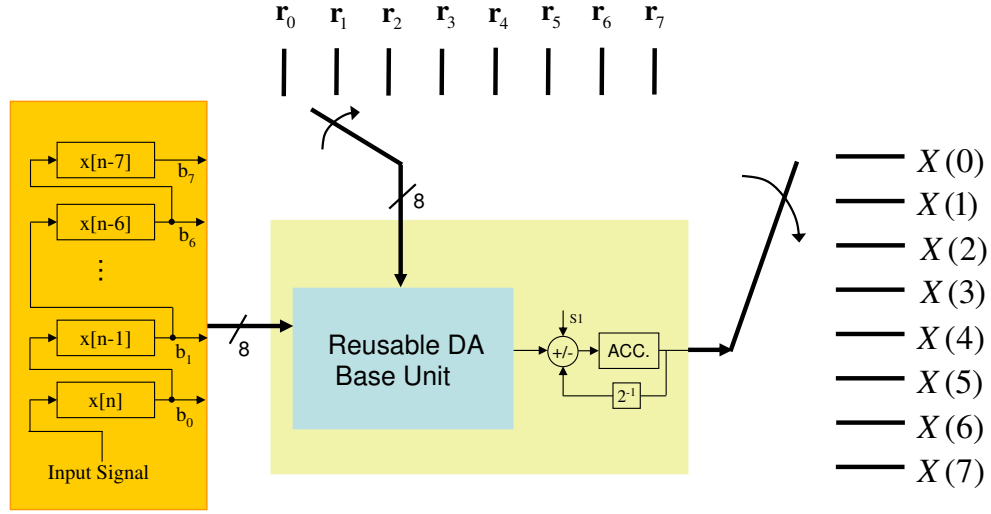 r₀ r₁ r₂ r₃ r₄ r₅ r₆ r₇
x[n-7]
b₇
x[n-6]
b₆
⋮
x[n-1]
b₁
x[n]
b₀
Input Signal
8
8
Reusable DA
Base Unit
S1
+/-
ACC.
2⁻¹
X(0)
X(1)
X(2)
X(3)
X(4)
X(5)
X(6)
X(7)